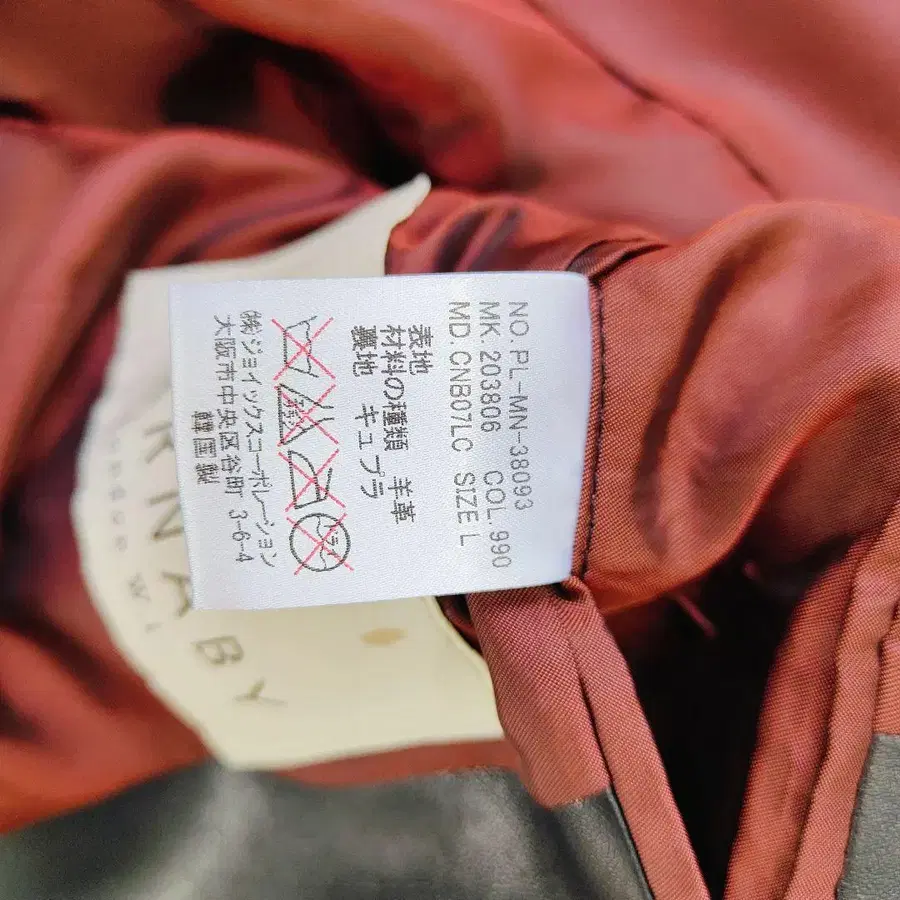 NO. PL-MN-38093
MK. 203806 COL. 990
MD. CNB07LC SIZE. L
表地
材料の種類 羊革
裏地 キュプラ
㈱ジョイックスコーポレーション
大阪市中央区谷町 3-6-4
韓国製
RNABY